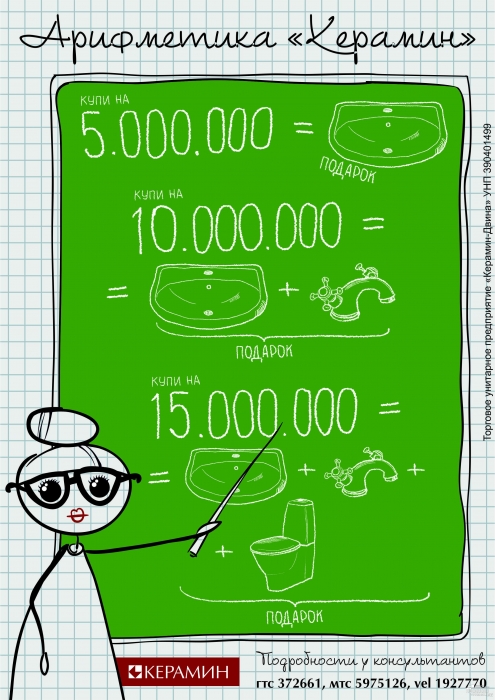 Арифметика «Керамин»
КУПИ НА
5.000.000 =
ПОДАРОК
КУПИ НА
10.000.000 =
= +
ПОДАРОК
КУПИ НА
15.000.000 =
= + +
+
ПОДАРОК
КЕРАМИН
Подробности у консультантов
гтс 372661, мтс 5975126, vel 1927770
Торговое унитарное предприятие «Керамин-Двина» УНП 390401499